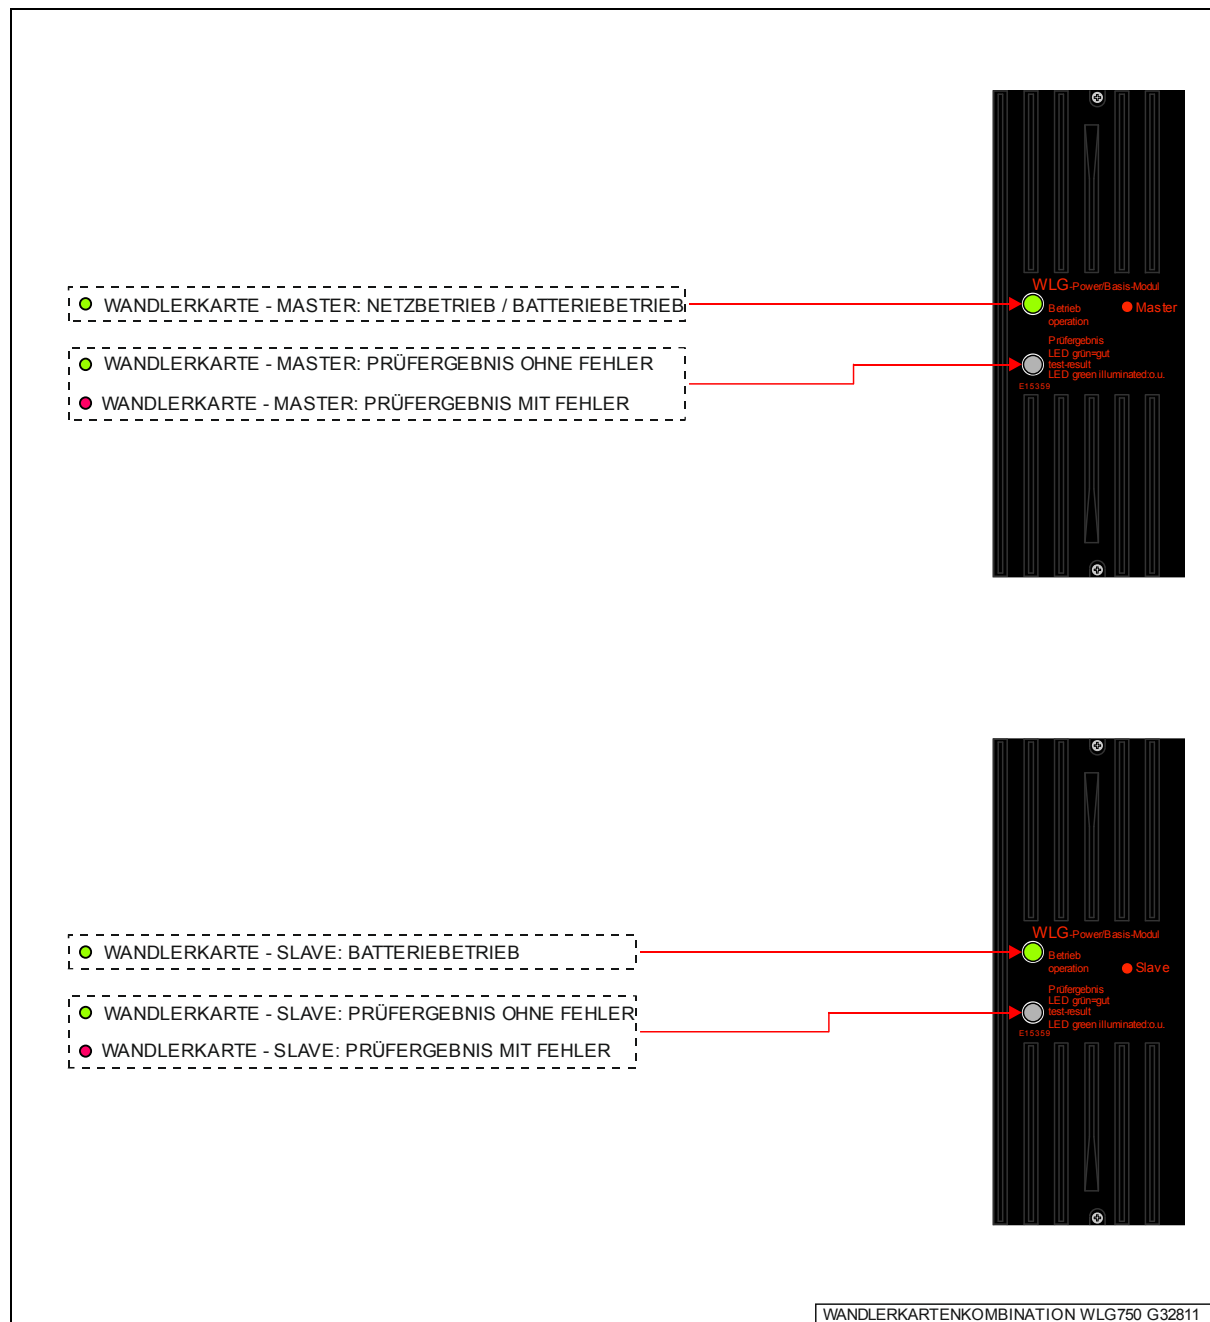 WANDLERKARTE - MASTER: NETZBETRIEB / BATTERIEBETRIEB
WANDLERKARTE - MASTER: PRÜFERGEBNIS OHNE FEHLER
WANDLERKARTE - MASTER: PRÜFERGEBNIS MIT FEHLER
WLG-Power/Basis-Modul
Betrieb
operation
Master
Prüfergebnis
LED grün=gut
test-result
LED green illuminated:o.u.
E15359
WANDLERKARTE - SLAVE: BATTERIEBETRIEB
WANDLERKARTE - SLAVE: PRÜFERGEBNIS OHNE FEHLER
WANDLERKARTE - SLAVE: PRÜFERGEBNIS MIT FEHLER
WLG-Power/Basis-Modul
Betrieb
operation
Slave
Prüfergebnis
LED grün=gut
test-result
LED green illuminated:o.u.
E15359
WANDLERKARTENKOMBINATION WLG750 G32811